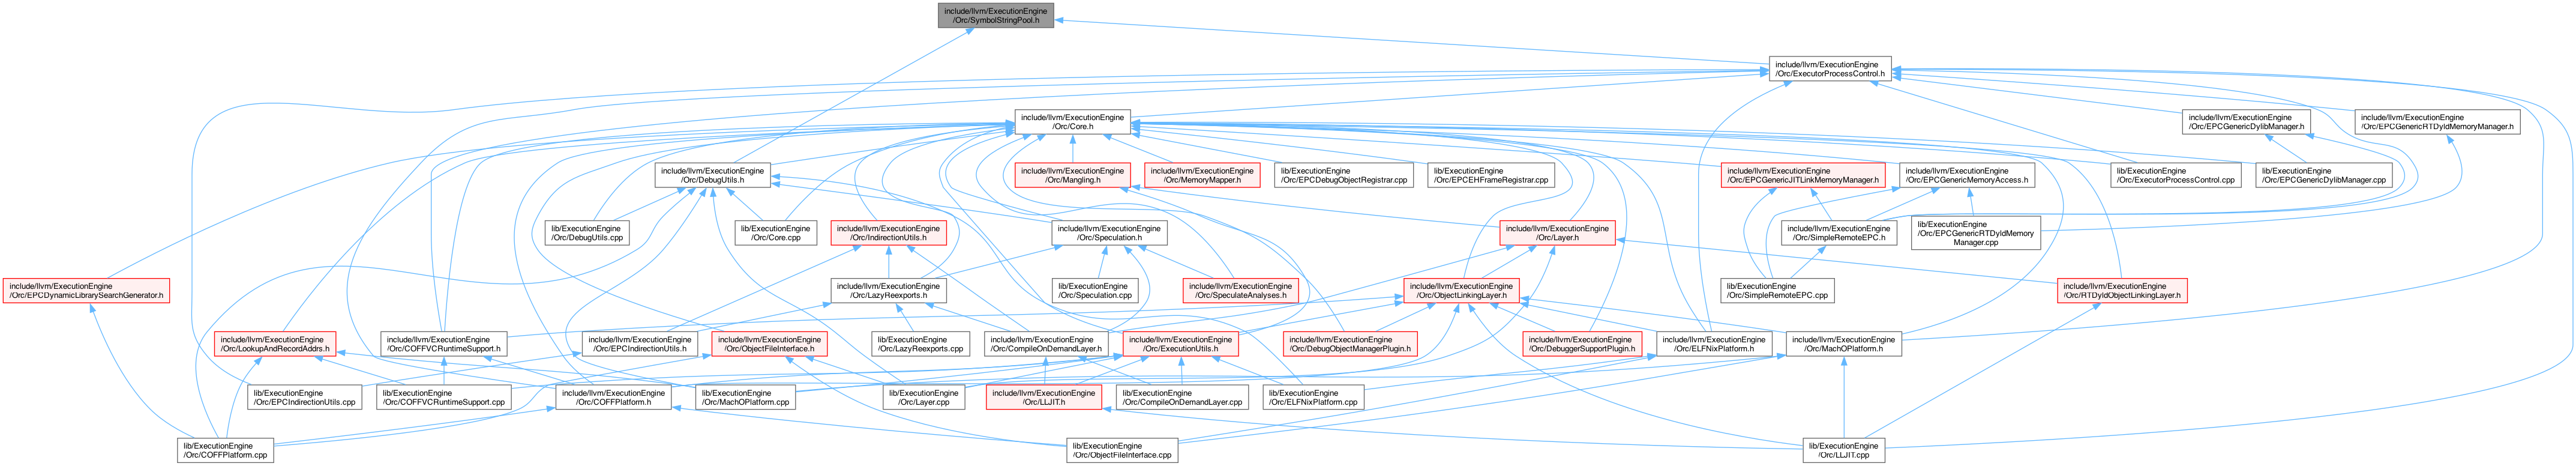 include/llvm/ExecutionEngine
/Orc/SymbolStringPool.h
include/llvm/ExecutionEngine
/Orc/ExecutorProcessControl.h
include/llvm/ExecutionEngine
/Orc/Core.h
include/llvm/ExecutionEngine
/Orc/EPCGenericDylibManager.h
include/llvm/ExecutionEngine
/Orc/EPCGenericRTDyldMemoryManager.h
include/llvm/ExecutionEngine
/Orc/DebugUtils.h
include/llvm/ExecutionEngine
/Orc/Mangling.h
include/llvm/ExecutionEngine
/Orc/MemoryMapper.h
lib/ExecutionEngine
/Orc/EPCDebugObjectRegistrar.cpp
lib/ExecutionEngine
/Orc/EPCEHFrameRegistrar.cpp
include/llvm/ExecutionEngine
/Orc/EPCGenericJITLinkMemoryManager.h
include/llvm/ExecutionEngine
/Orc/EPCGenericMemoryAccess.h
lib/ExecutionEngine
/Orc/ExecutorProcessControl.cpp
lib/ExecutionEngine
/Orc/EPCGenericDylibManager.cpp
lib/ExecutionEngine
/Orc/DebugUtils.cpp
lib/ExecutionEngine
/Orc/Core.cpp
include/llvm/ExecutionEngine
/Orc/IndirectionUtils.h
include/llvm/ExecutionEngine
/Orc/Speculation.h
include/llvm/ExecutionEngine
/Orc/Layer.h
include/llvm/ExecutionEngine
/Orc/SimpleRemoteEPC.h
lib/ExecutionEngine
/Orc/EPCGenericRTDyldMemory
Manager.cpp
include/llvm/ExecutionEngine
/Orc/EPCDynamicLibrarySearchGenerator.h
include/llvm/ExecutionEngine
/Orc/LazyReexports.h
lib/ExecutionEngine
/Orc/Speculation.cpp
include/llvm/ExecutionEngine
/Orc/SpeculateAnalyses.h
include/llvm/ExecutionEngine
/Orc/ObjectLinkingLayer.h
lib/ExecutionEngine
/Orc/SimpleRemoteEPC.cpp
include/llvm/ExecutionEngine
/Orc/RTDyldObjectLinkingLayer.h
include/llvm/ExecutionEngine
/Orc/LookupAndRecordAddrs.h
include/llvm/ExecutionEngine
/Orc/COFFVCRuntimeSupport.h
include/llvm/ExecutionEngine
/Orc/EPCIndirectionUtils.h
include/llvm/ExecutionEngine
/Orc/ObjectFileInterface.h
lib/ExecutionEngine
/Orc/LazyReexports.cpp
include/llvm/ExecutionEngine
/Orc/CompileOnDemandLayer.h
include/llvm/ExecutionEngine
/Orc/ExecutionUtils.h
include/llvm/ExecutionEngine
/Orc/DebugObjectManagerPlugin.h
include/llvm/ExecutionEngine
/Orc/DebuggerSupportPlugin.h
include/llvm/ExecutionEngine
/Orc/ELFNixPlatform.h
include/llvm/ExecutionEngine
/Orc/MachOPlatform.h
lib/ExecutionEngine
/Orc/EPCIndirectionUtils.cpp
lib/ExecutionEngine
/Orc/COFFVCRuntimeSupport.cpp
include/llvm/ExecutionEngine
/Orc/COFFPlatform.h
lib/ExecutionEngine
/Orc/MachOPlatform.cpp
lib/ExecutionEngine
/Orc/Layer.cpp
include/llvm/ExecutionEngine
/Orc/LLJIT.h
lib/ExecutionEngine
/Orc/CompileOnDemandLayer.cpp
lib/ExecutionEngine
/Orc/ELFNixPlatform.cpp
lib/ExecutionEngine
/Orc/COFFPlatform.cpp
lib/ExecutionEngine
/Orc/ObjectFileInterface.cpp
lib/ExecutionEngine
/Orc/LLJIT.cpp